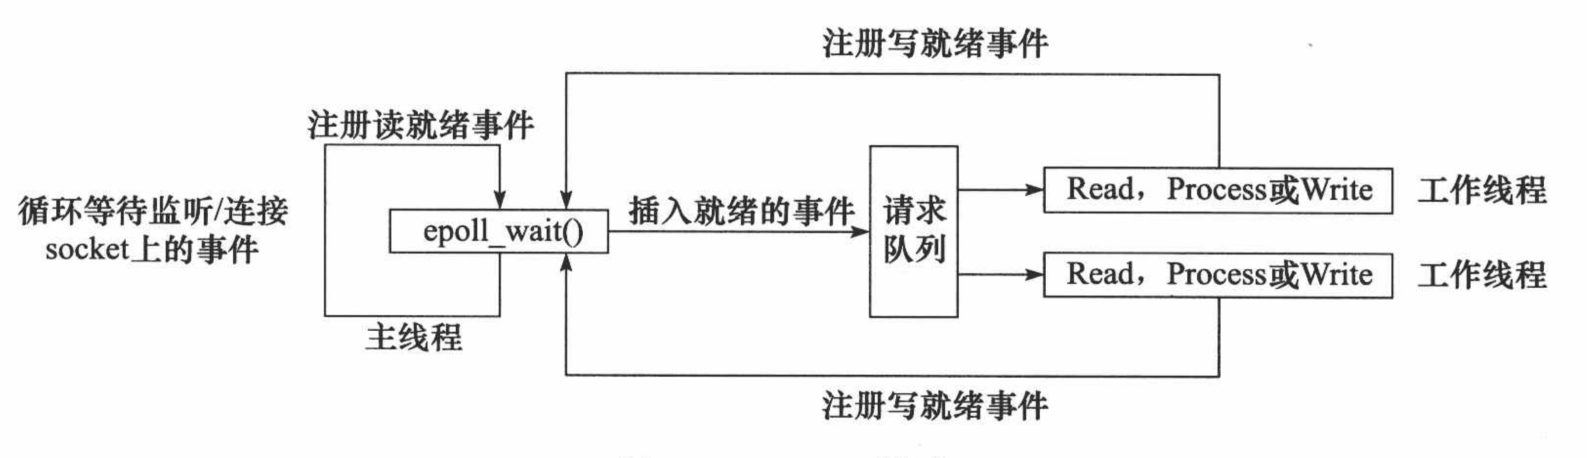 注册写就绪事件
注册读就绪事件
循环等待监听/连接
socket上的事件
epoll_wait()
插入就绪的事件
请求
队列
Read，Process或Write
工作线程
Read，Process或Write
工作线程
主线程
注册写就绪事件